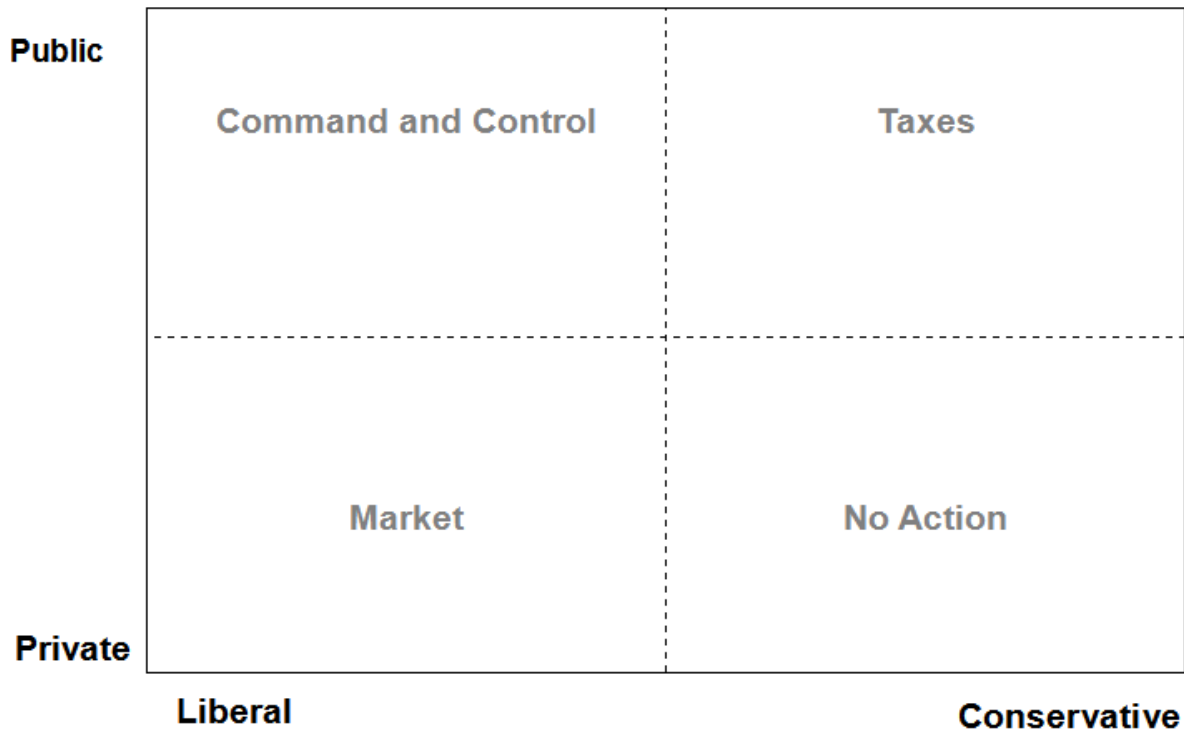 Public
Command and Control
Taxes
Market
No Action
Private
Liberal
Conservative